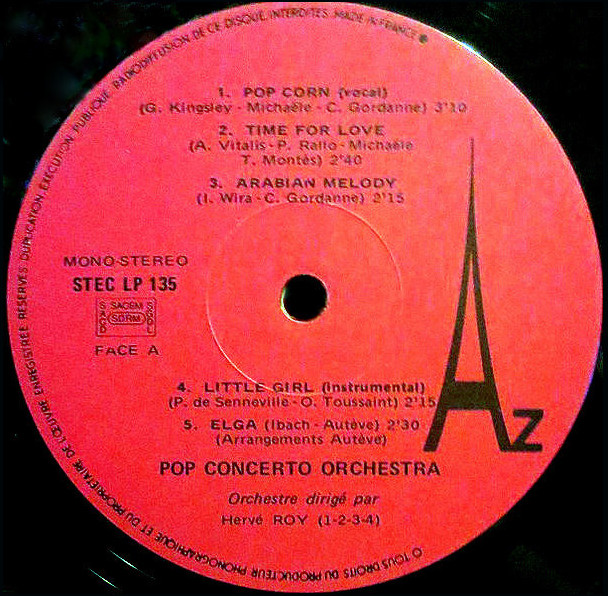 O TOUS DROITS DU PRODUCTEUR PHONOGRAPHIQUE ET DU PROPRIÉTAIRE DE L'ŒUVRE ENREGISTRÉE RÉSERVÉS. DUPLICATION, EXÉCUTION PUBLIQUE, RADIODIFFUSION DE CE DISQUE INTERDITES. MADE IN FRANCE
1. POP CORN (vocal)
(G. Kingsley - Michaële - C. Gordanne) 3'10
2. TIME FOR LOVE
(A. Vitalis - P. Rallo - Michaële
T. Montès) 2'40
3. ARABIAN MELODY
(I. Wira - C. Gordanne) 2'15
MONO-STEREO
STEC LP 135
SACEM
SACD
SDRM
SGDL
FACE A
4. LITTLE GIRL (instrumental)
(P. de Senneville - O. Toussaint) 2'15
5. ELGA (Ibach - Autève) 2'30
(Arrangements Autève)
Az
POP CONCERTO ORCHESTRA
Orchestre dirigé par
Hervé ROY (1-2-3-4)